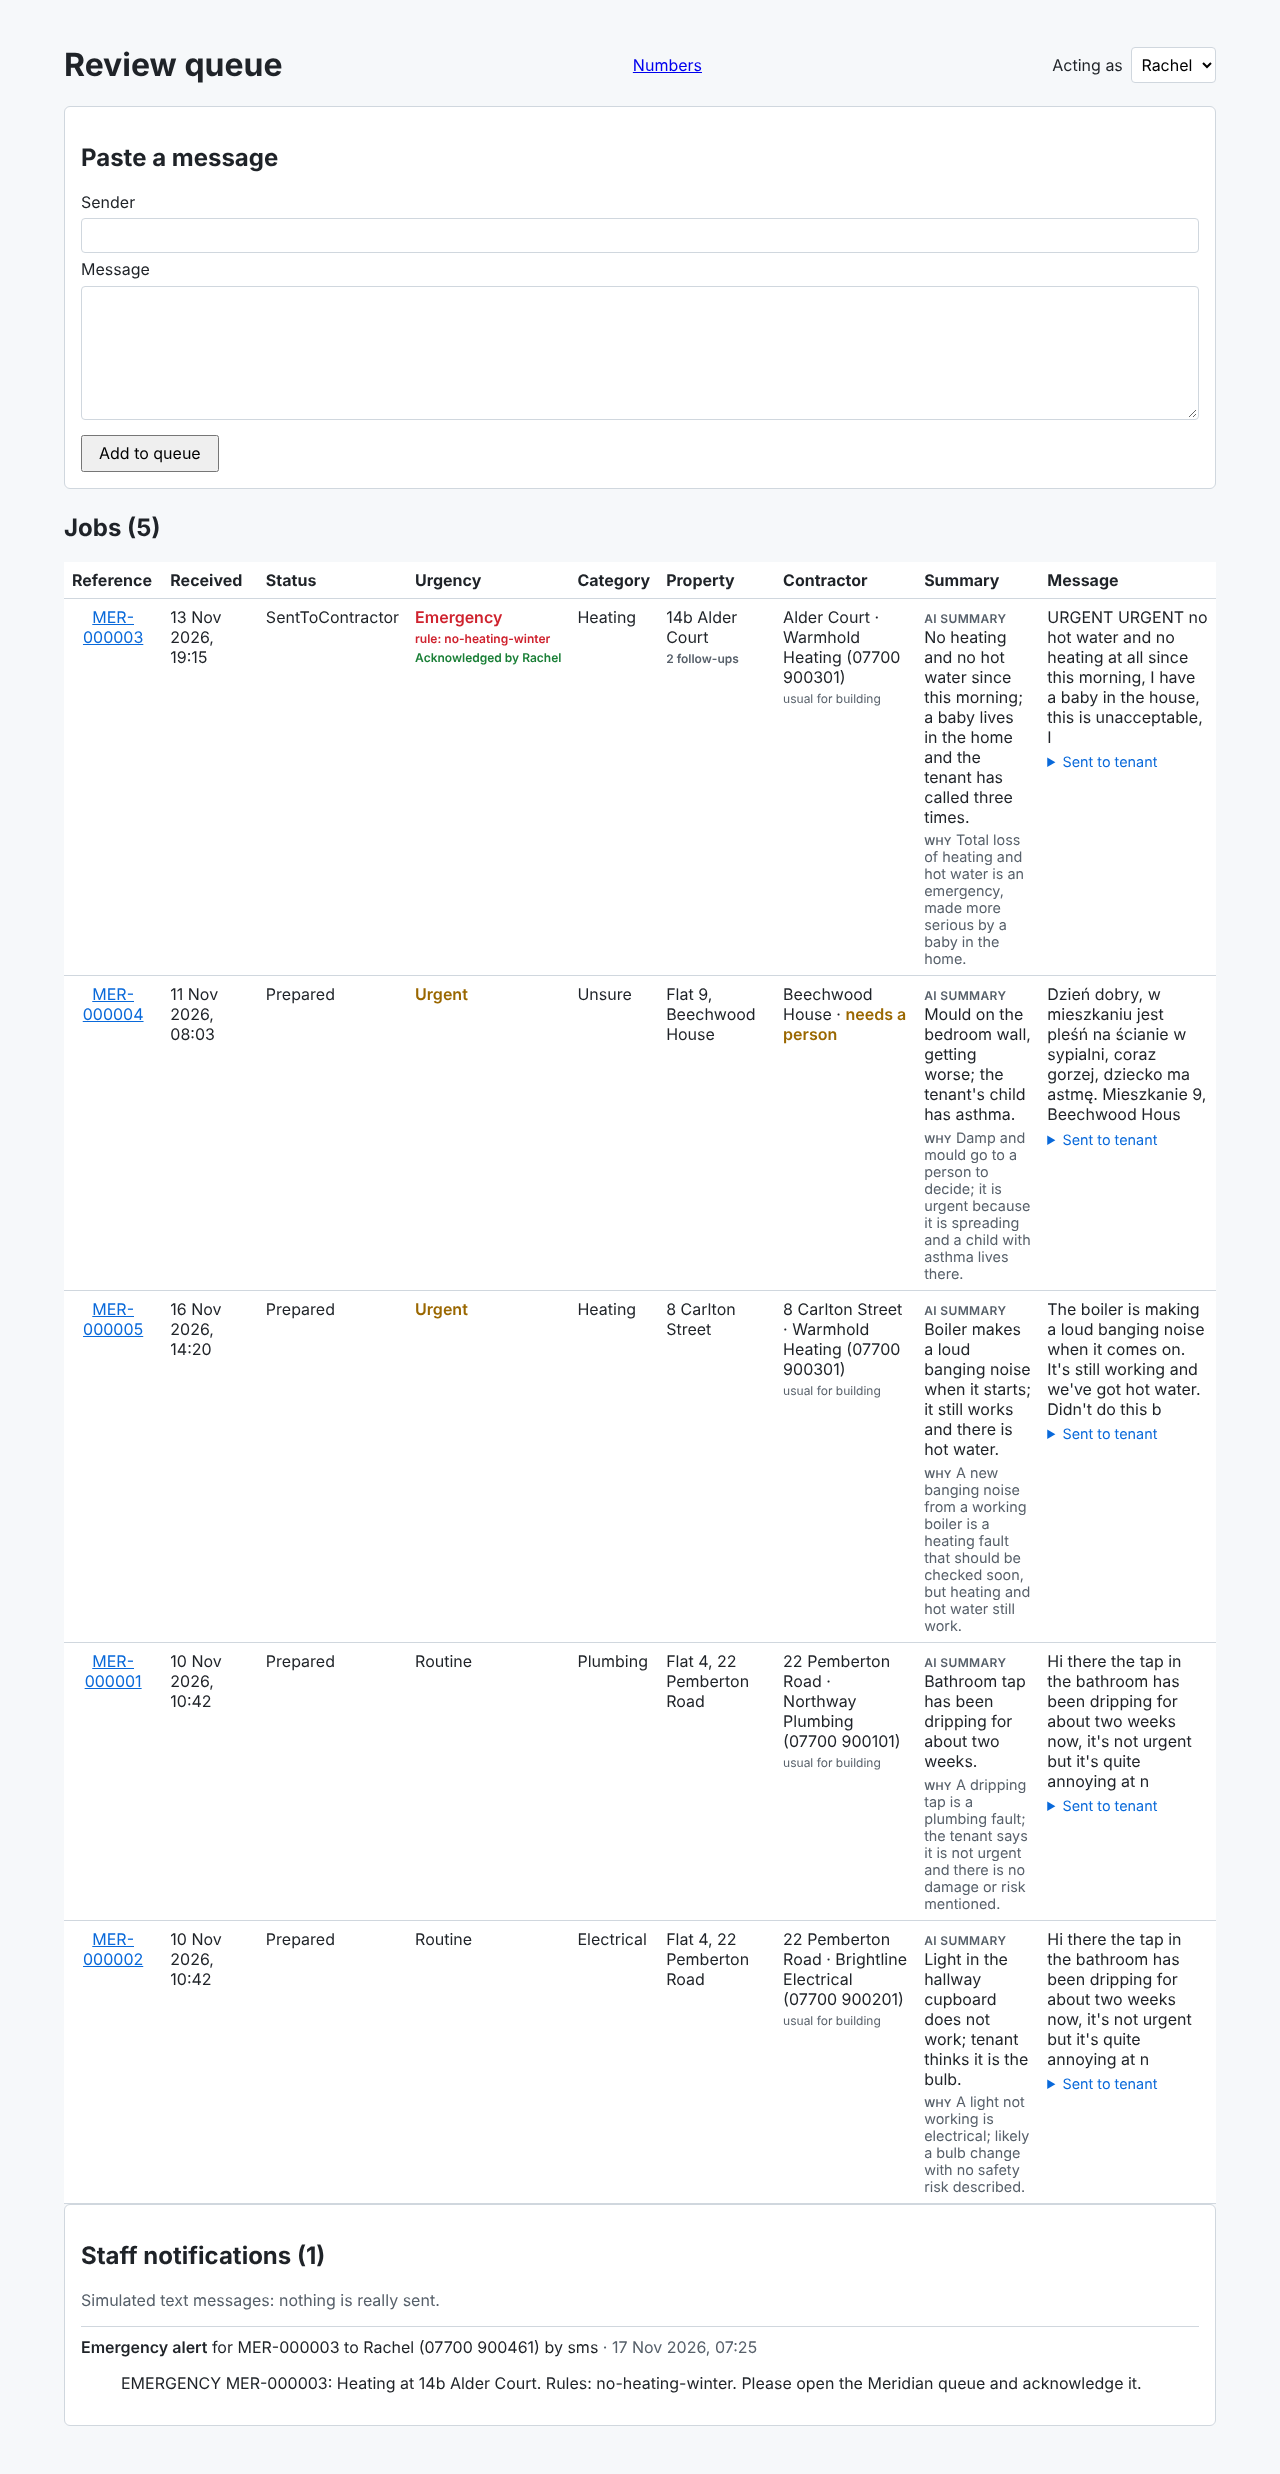 Review queue
Numbers
Acting as Rachel
Paste a message
Sender
Message
Add to queue
Jobs (5)
Reference Received Status Urgency Category Property Contractor Summary Message
MER-
000003
13 Nov
2026,
19:15
SentToContractor
Emergency
rule: no-heating-winter
Acknowledged by Rachel
Heating
14b Alder
Court
2 follow-ups
Alder Court ·
Warmhold
Heating (07700
900301)
usual for building
AI SUMMARY
No heating
and no hot
water since
this morning;
a baby lives
in the home
and the
tenant has
called three
times.
WHY Total loss
of heating and
hot water is an
emergency,
made more
serious by a
baby in the
home.
URGENT URGENT no
hot water and no
heating at all since
this morning, I have
a baby in the house,
this is unacceptable,
I
▶ Sent to tenant
MER-
000004
11 Nov
2026,
08:03
Prepared
Urgent
Unsure
Flat 9,
Beechwood
House
Beechwood
House · needs a
person
AI SUMMARY
Mould on the
bedroom wall,
getting
worse; the
tenant's child
has asthma.
WHY Damp and
mould go to a
person to
decide; it is
urgent because
it is spreading
and a child with
asthma lives
there.
Dzień dobry, w
mieszkaniu jest
pleśń na ścianie w
sypialni, coraz
gorzej, dziecko ma
astmę. Mieszkanie 9,
Beechwood Hous
▶ Sent to tenant
MER-
000005
16 Nov
2026,
14:20
Prepared
Urgent
Heating
8 Carlton
Street
8 Carlton Street
· Warmhold
Heating (07700
900301)
usual for building
AI SUMMARY
Boiler makes
a loud
banging noise
when it starts;
it still works
and there is
hot water.
WHY A new
banging noise
from a working
boiler is a
heating fault
that should be
checked soon,
but heating and
hot water still
work.
The boiler is making
a loud banging noise
when it comes on.
It's still working and
we've got hot water.
Didn't do this b
▶ Sent to tenant
MER-
000001
10 Nov
2026,
10:42
Prepared
Routine
Plumbing
Flat 4, 22
Pemberton
Road
22 Pemberton
Road ·
Northway
Plumbing
(07700 900101)
usual for building
AI SUMMARY
Bathroom tap
has been
dripping for
about two
weeks.
WHY A dripping
tap is a
plumbing fault;
the tenant says
it is not urgent
and there is no
damage or risk
mentioned.
Hi there the tap in
the bathroom has
been dripping for
about two weeks
now, it's not urgent
but it's quite
annoying at n
▶ Sent to tenant
MER-
000002
10 Nov
2026,
10:42
Prepared
Routine
Electrical
Flat 4, 22
Pemberton
Road
22 Pemberton
Road · Brightline
Electrical
(07700 900201)
usual for building
AI SUMMARY
Light in the
hallway
cupboard
does not
work; tenant
thinks it is the
bulb.
WHY A light not
working is
electrical; likely
a bulb change
with no safety
risk described.
Hi there the tap in
the bathroom has
been dripping for
about two weeks
now, it's not urgent
but it's quite
annoying at n
▶ Sent to tenant
Staff notifications (1)
Simulated text messages: nothing is really sent.
Emergency alert for MER-000003 to Rachel (07700 900461) by sms · 17 Nov 2026, 07:25
EMERGENCY MER-000003: Heating at 14b Alder Court. Rules: no-heating-winter. Please open the Meridian queue and acknowledge it.